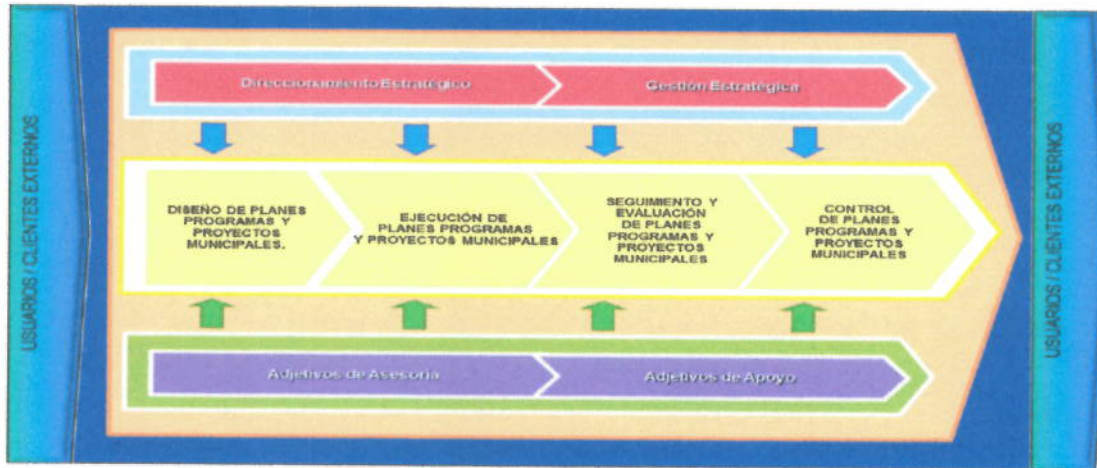 USUARIOS / CLIENTES EXTERNOS
Direccionamiento Estratégico
Gestión Estratégica
DISEÑO DE PLANES
PROGRAMAS Y
PROYECTOS
MUNICIPALES.
EJECUCIÓN DE
PLANES PROGRAMAS
Y PROYECTOS MUNICIPALES
SEGUIMIENTO Y
EVALUACIÓN
DE PLANES
PROGRAMAS Y
PROYECTOS
MUNICIPALES
CONTROL
DE PLANES
PROGRAMAS Y
PROYECTOS
MUNICIPALES
Adjetivos de Asesoría
Adjetivos de Apoyo
USUARIOS / CLIENTES EXTERNOS